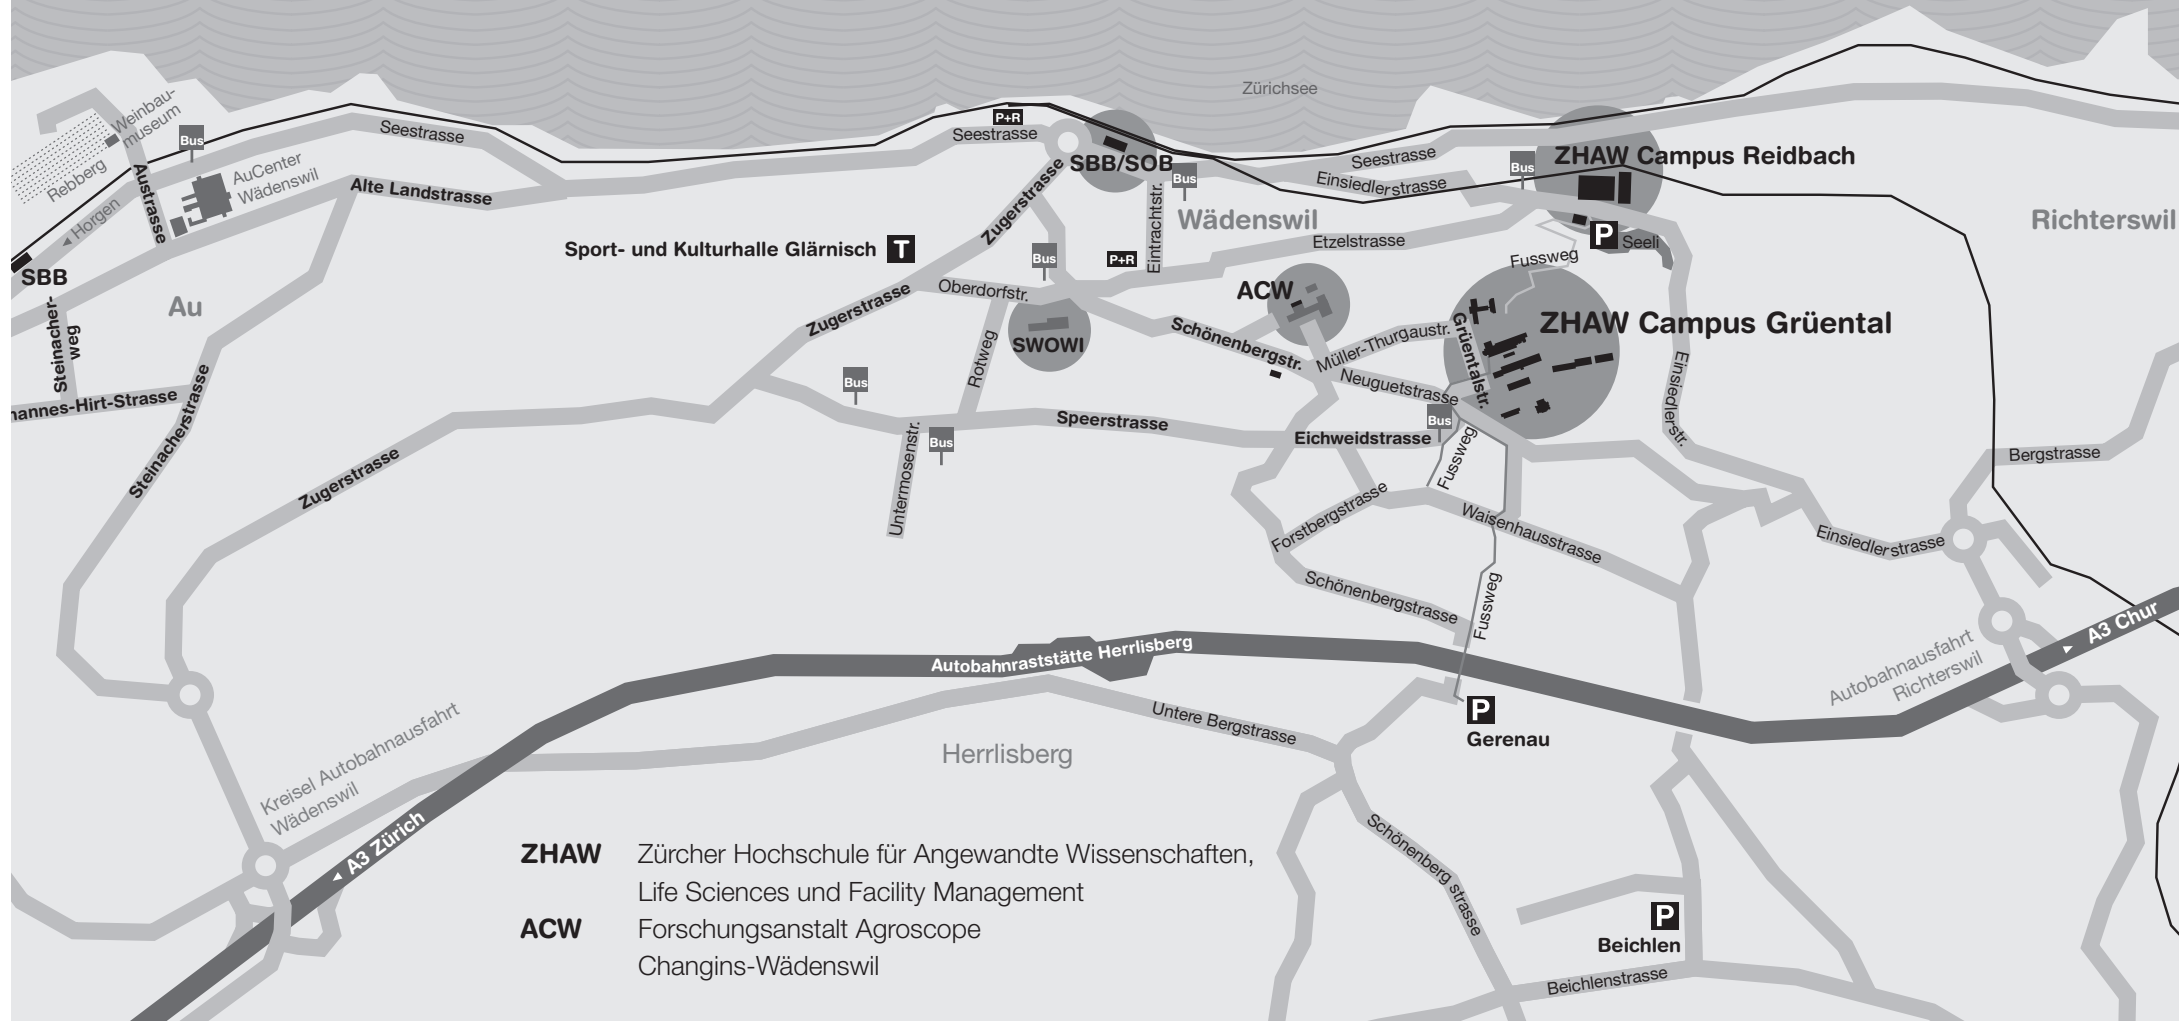 Zürichsee
Weinbau-
museum
Rebberg
Bus
AuCenter
Wädenswil
Seestrasse
Austrasse
◄ Horgen
Alte Landstrasse
SBB
Steinacher-
weg
Au
hannes-Hirt-Strasse
Steinacherstrasse
Zugerstrasse
P+R
Seestrasse
SBB/SOB
Bus
Zugerstrasse
Eintrachtstr.
Wädenswil
Sport- und Kulturhalle Glärnisch T
Bus
P+R
Oberdorfstr.
Zugerstrasse
SWOWI
Rotweg
Bus
Bus
Untermosenstr.
Speerstrasse
Seestrasse
Einsiedlerstrasse
Bus
ZHAW Campus Reidbach
Richterswil
Etzelstrasse
P
Seeli
Fussweg
ACW
Schönenbergstr.
Müller-Thurgaustr.
Grüentalstr.
ZHAW Campus Grüental
Neuguetstrasse
Bus
Eichweidstrasse
Fussweg
Einsiedlerstr.
Bergstrasse
Forstbergstrasse
Waisenhausstrasse
Einsiedlerstrasse
Schönenbergstrasse
Fussweg
A3 Chur
►
Autobahnausfahrt
Richterswil
Autobahnraststätte Herrlisberg
Untere Bergstrasse
P
Gerenau
Herrlisberg
Kreisel Autobahnausfahrt
Wädenswil
◄ A3 Zürich
Schönenberg strasse
P
Beichlen
Beichlenstrasse
ZHAW Zürcher Hochschule für Angewandte Wissenschaften,
Life Sciences und Facility Management
ACW Forschungsanstalt Agroscope
Changins-Wädenswil